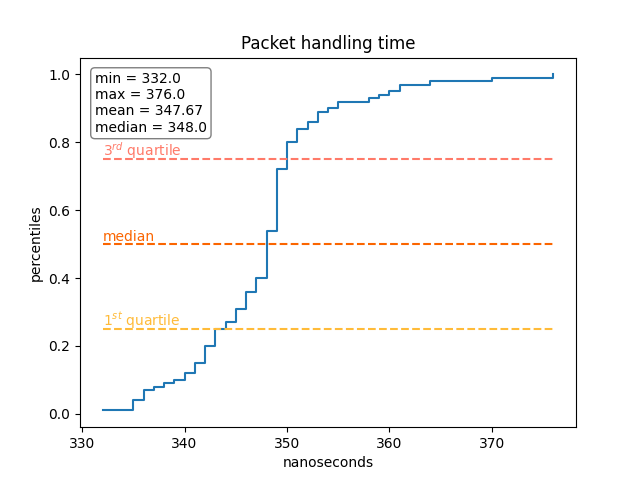 Packet handling time
1.0
min = 332.0
max = 376.0
mean = 347.67
median = 348.0
0.8
3rd quartile
0.6
median
0.4
1st quartile
0.2
0.0
percentiles
330 340 350 360 370
nanoseconds